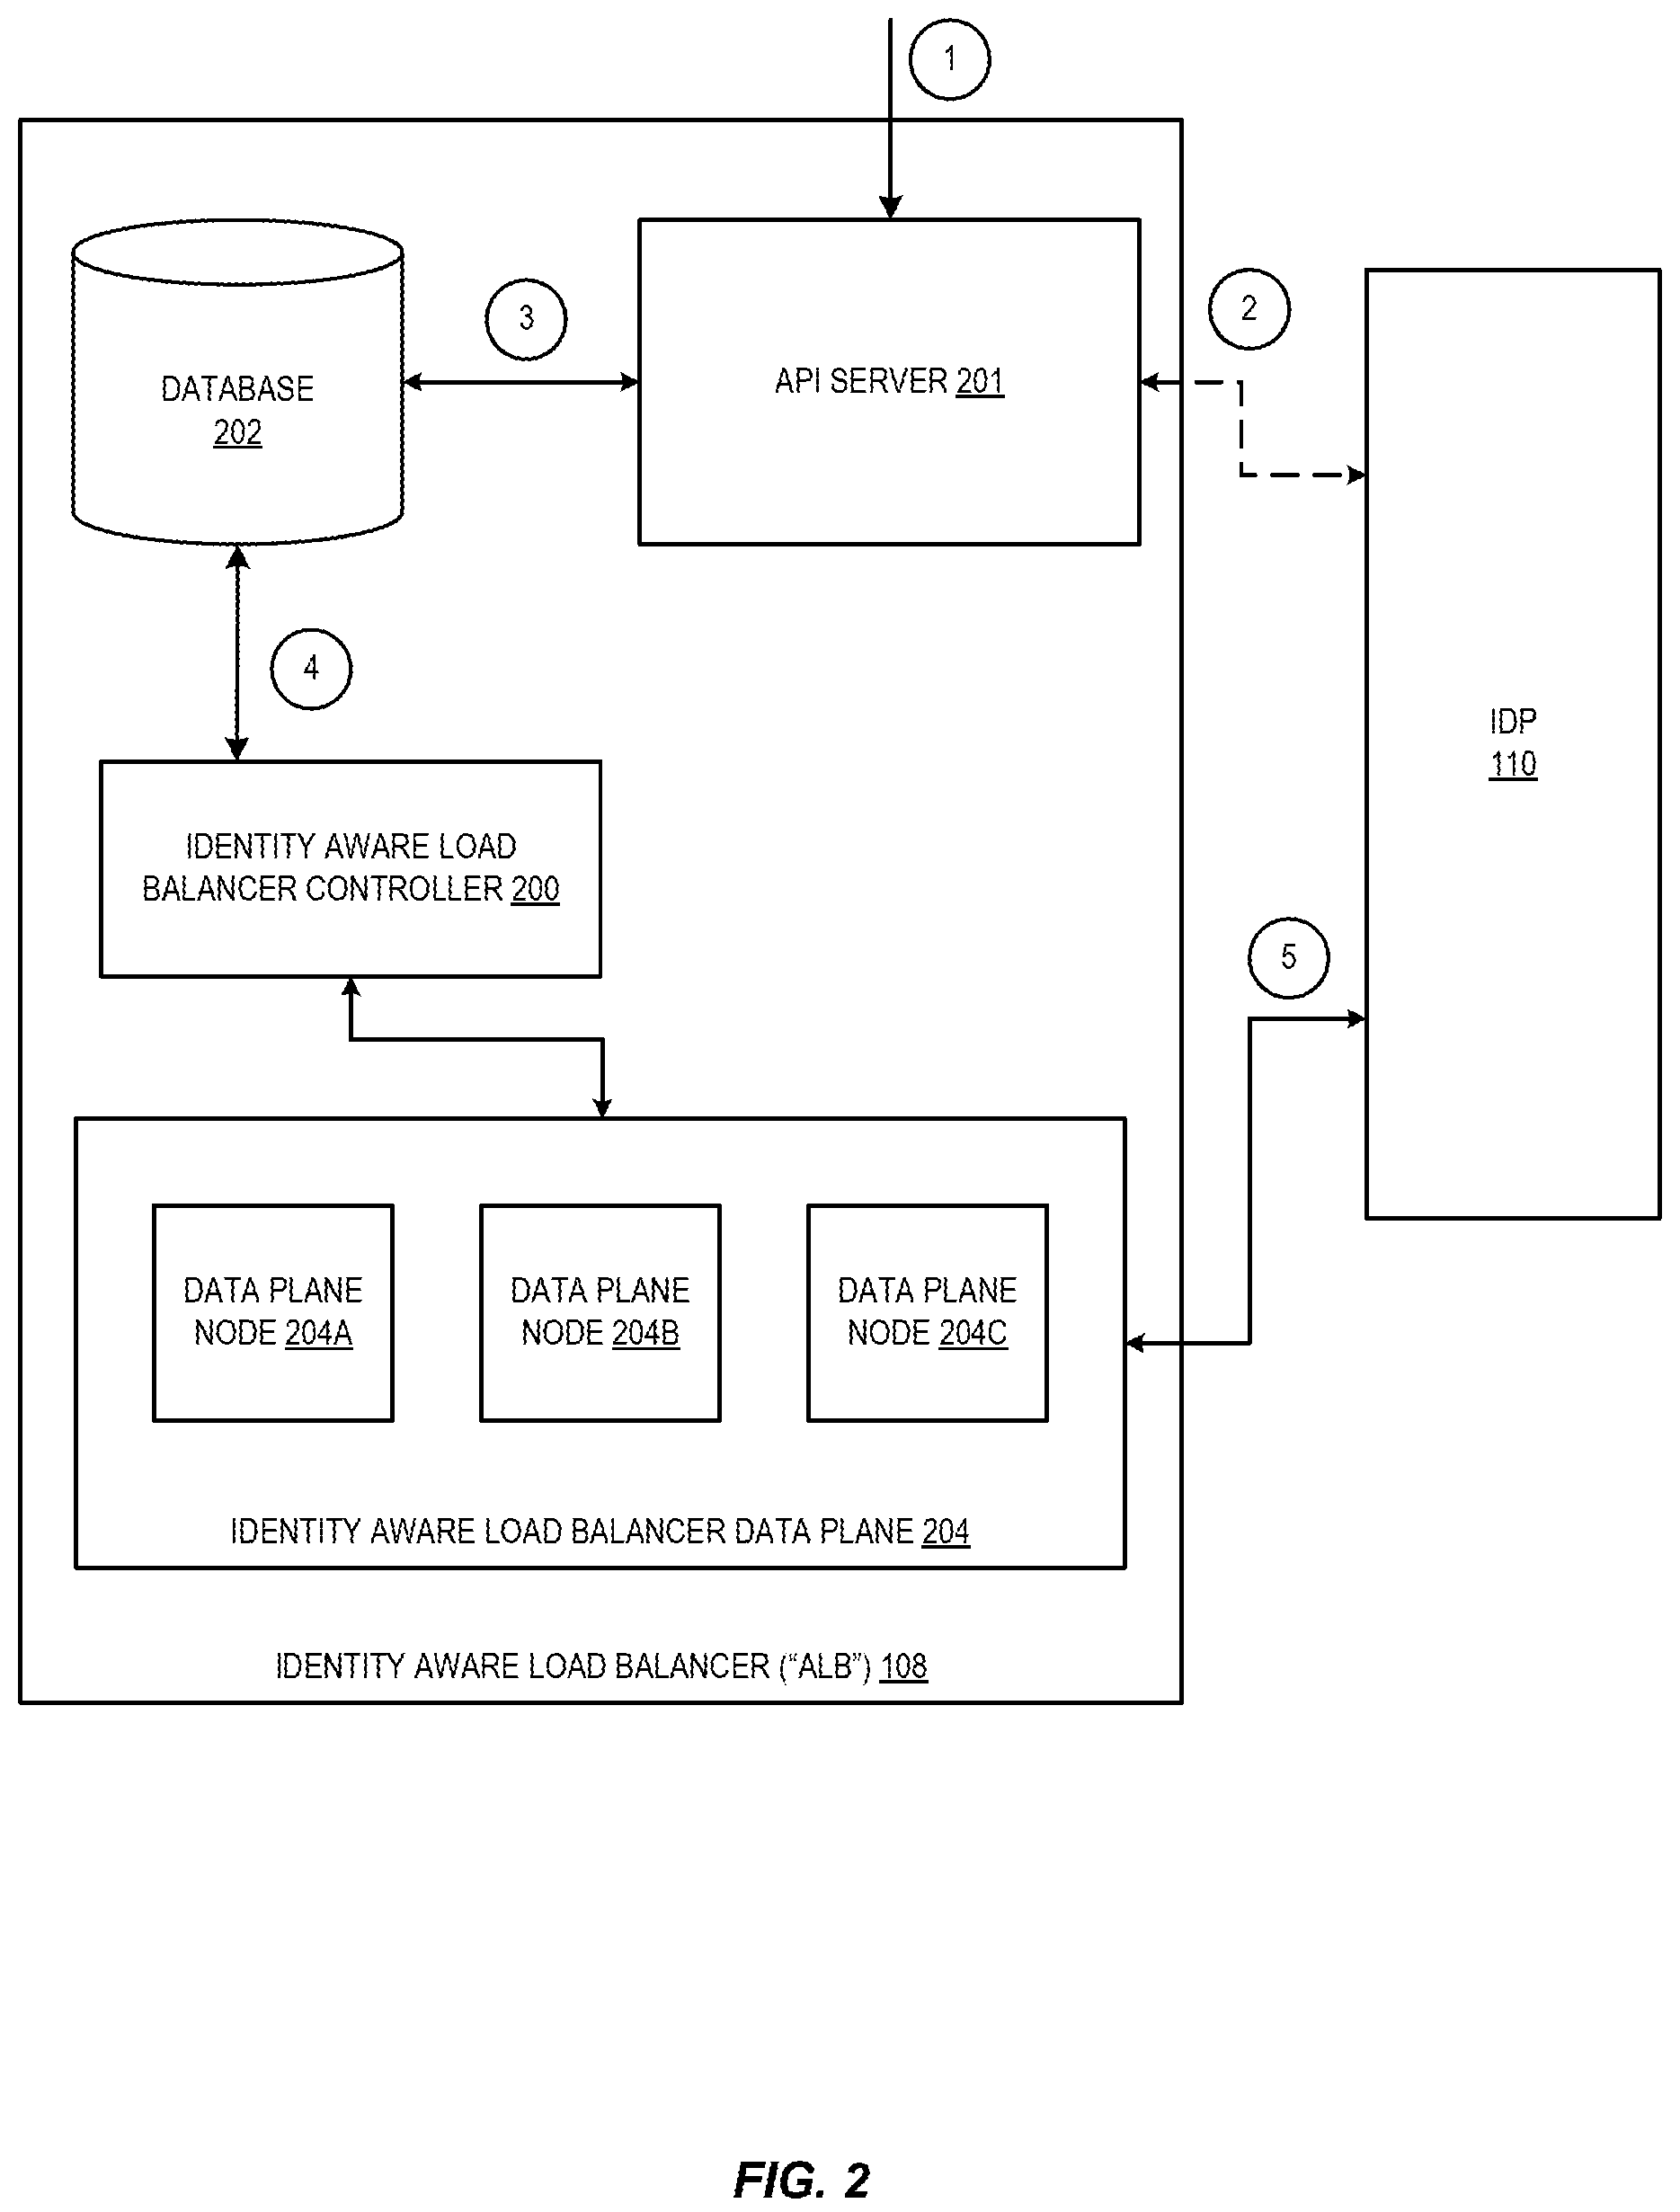 1
2
3
API SERVER 201
DATABASE
202
4
IDP
110
IDENTITY AWARE LOAD
BALANCER CONTROLLER 200
5
DATA PLANE
NODE 204A
DATA PLANE
NODE 204B
DATA PLANE
NODE 204C
IDENTITY AWARE LOAD BALANCER DATA PLANE 204
IDENTITY AWARE LOAD BALANCER (“ALB”) 108
FIG. 2